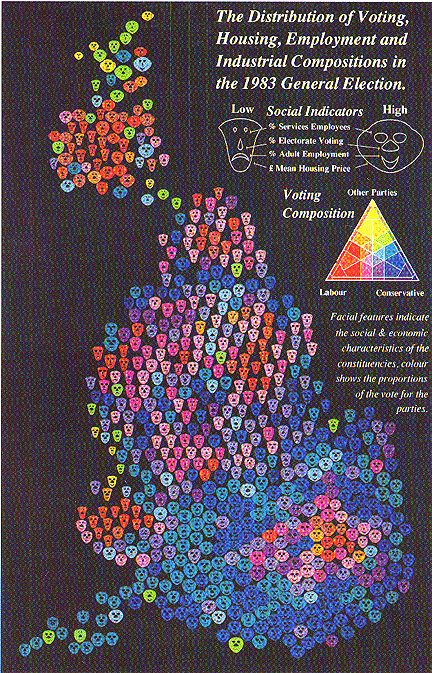 The Distribution of Voting,
Housing, Employment and
Industrial Compositions in
the 1983 General Election.
Low Social Indicators High
% Services Employees
% Electorate Voting
% Adult Employment
£ Mean Housing Price
Voting
Composition
Other Parties
Labour Conservative
Facial features indicate
the social & economic
characteristics of the
constituencies, colour
shows the proportions
of the vote for the
parties.